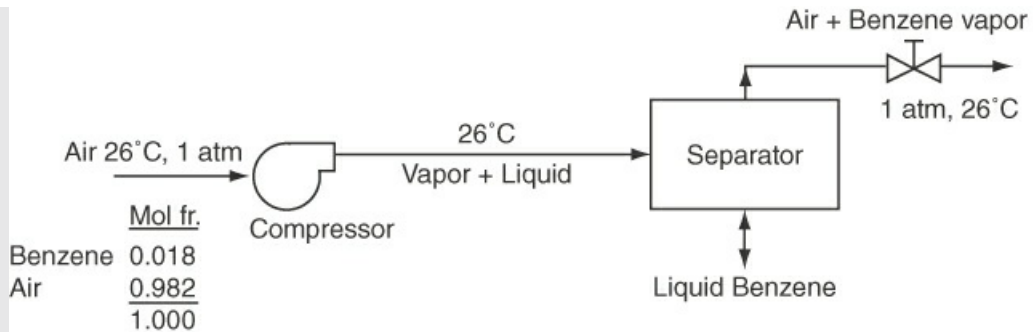 Air + Benzene vapor
1 atm, 26˚C
26˚C
Vapor + Liquid
Separator
Air 26˚C, 1 atm
Compressor
Mol fr.
Benzene 0.018
Air 0.982
1.000
Liquid Benzene